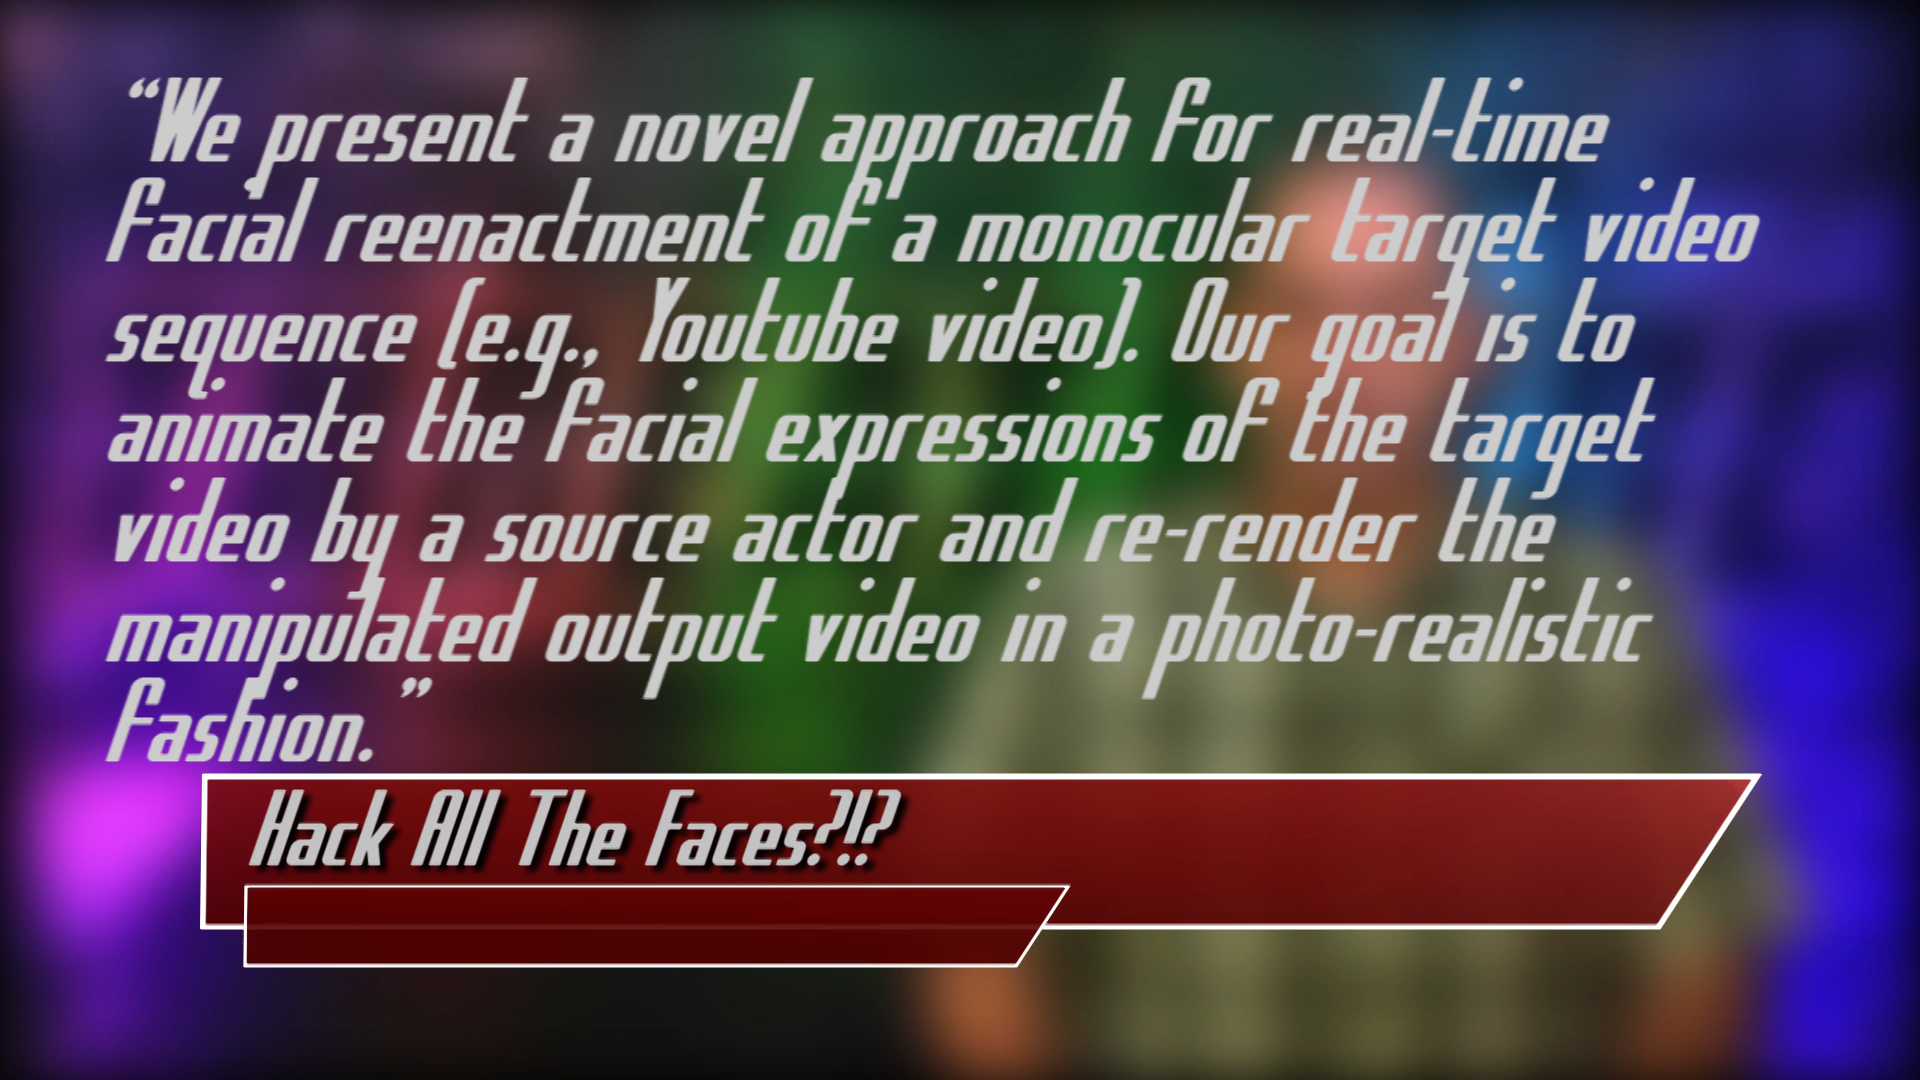 “We present a novel approach for real-time
facial reenactment of a monocular target video
sequence (e.g., Youtube video). Our goal is to
animate the facial expressions of the target
video by a source actor and re-render the
manipulated output video in a photo-realistic
fashion.”
Hack All The Faces?!?